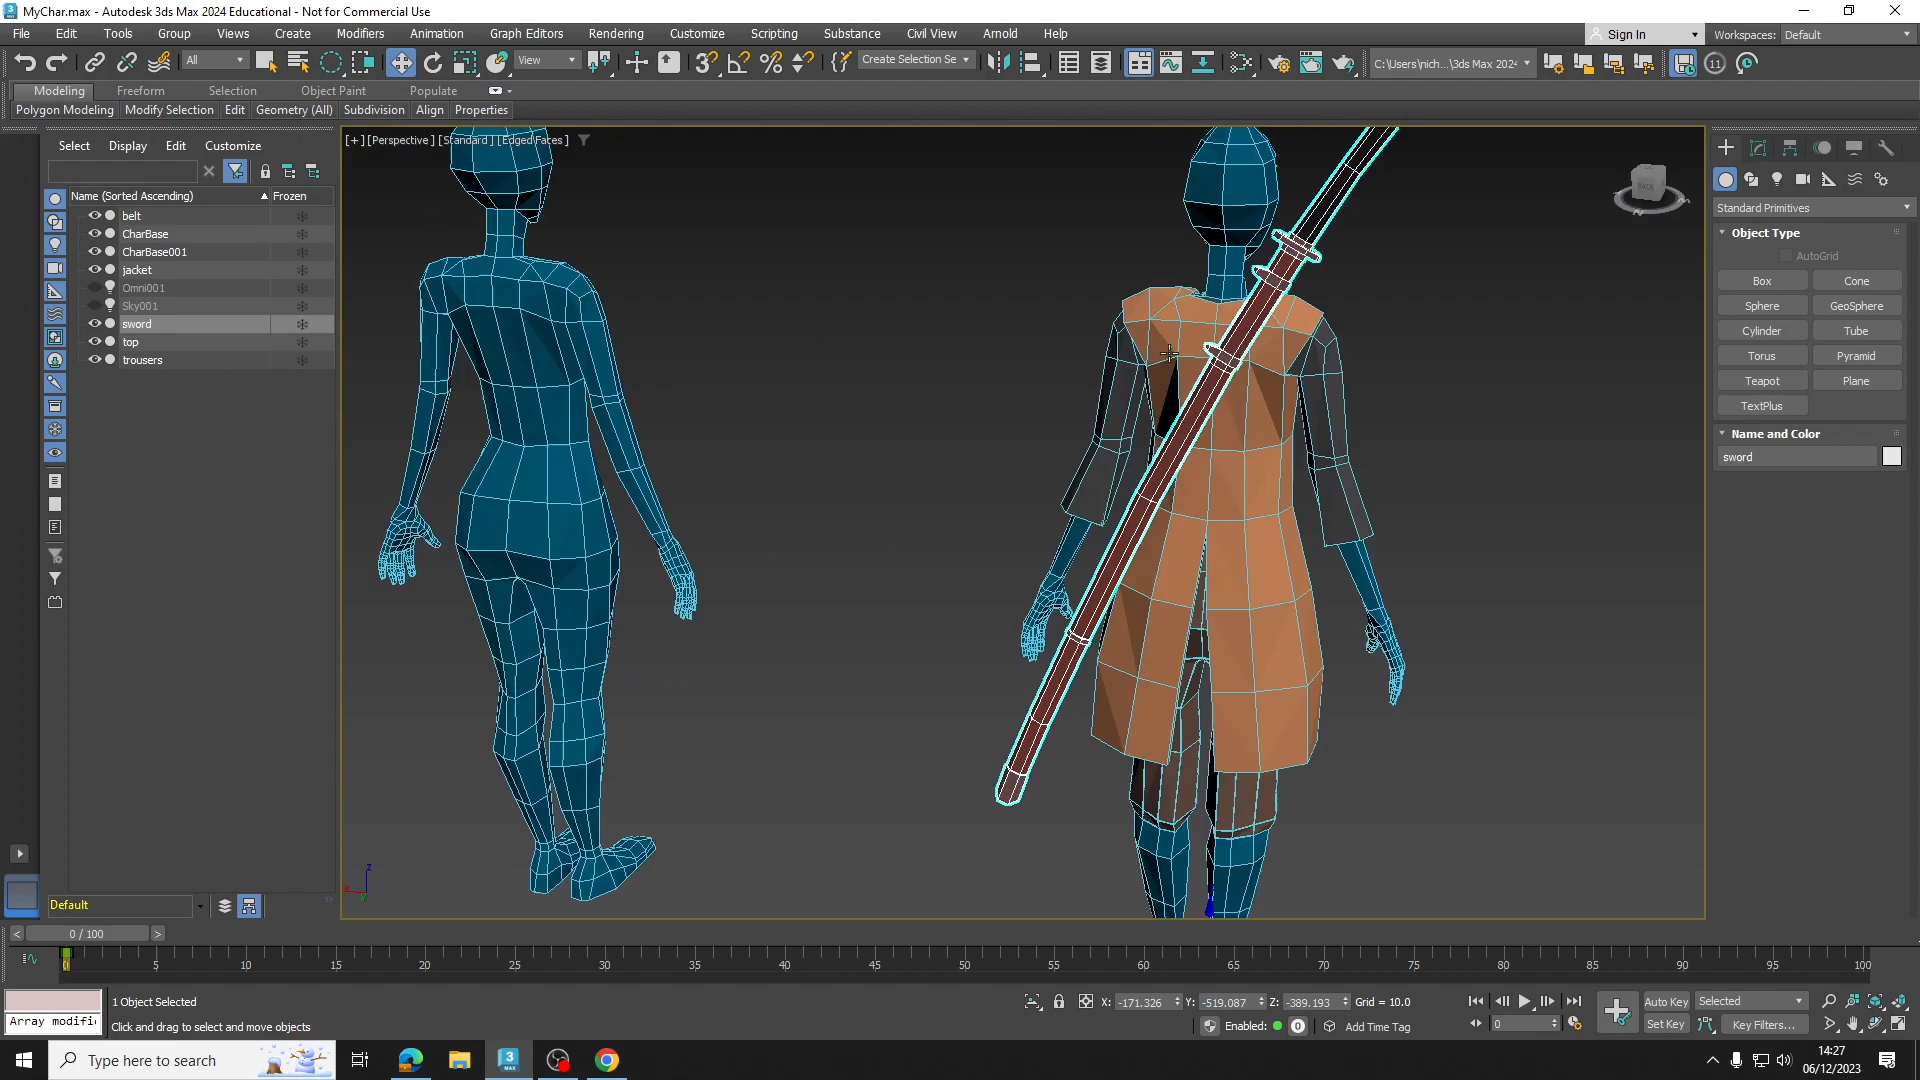 MyChar.max - Autodesk 3ds Max 2024 Educational - Not for Commercial Use
File Edit Tools Group Views Create Modifiers Animation Graph Editors Rendering Customize Scripting Substance Civil View Arnold Help
Sign In Workspaces: Default
All View Create Selection Se C:\Users\nich...\3ds Max 2024 11
Modeling Freeform Selection Object Paint Populate
Polygon Modeling Modify Selection Edit Geometry (All) Subdivision Align Properties
Select Display Edit Customize
[+] [Perspective] [Standard] [Edged Faces]
BACK
Name (Sorted Ascending) Frozen
belt
CharBase
CharBase001
jacket
Omni001
Sky001
sword
top
trousers
Standard Primitives
Object Type
AutoGrid
Box Cone
Sphere GeoSphere
Cylinder Tube
Torus Pyramid
Teapot Plane
TextPlus
Name and Color
sword
z
x
y
Default
0 / 100
0 5 10 15 20 25 30 35 40 45 50 55 60 65 70 75 80 85 90 95 100
1 Object Selected
X: -171.326 Y: -519.087 Z: -389.193 Grid = 10.0
Auto Key Selected
Array modifi
Click and drag to select and move objects
Enabled: 0 Add Time Tag
0
Set Key Key Filters...
Type here to search
3 MAX
14:27
06/12/2023